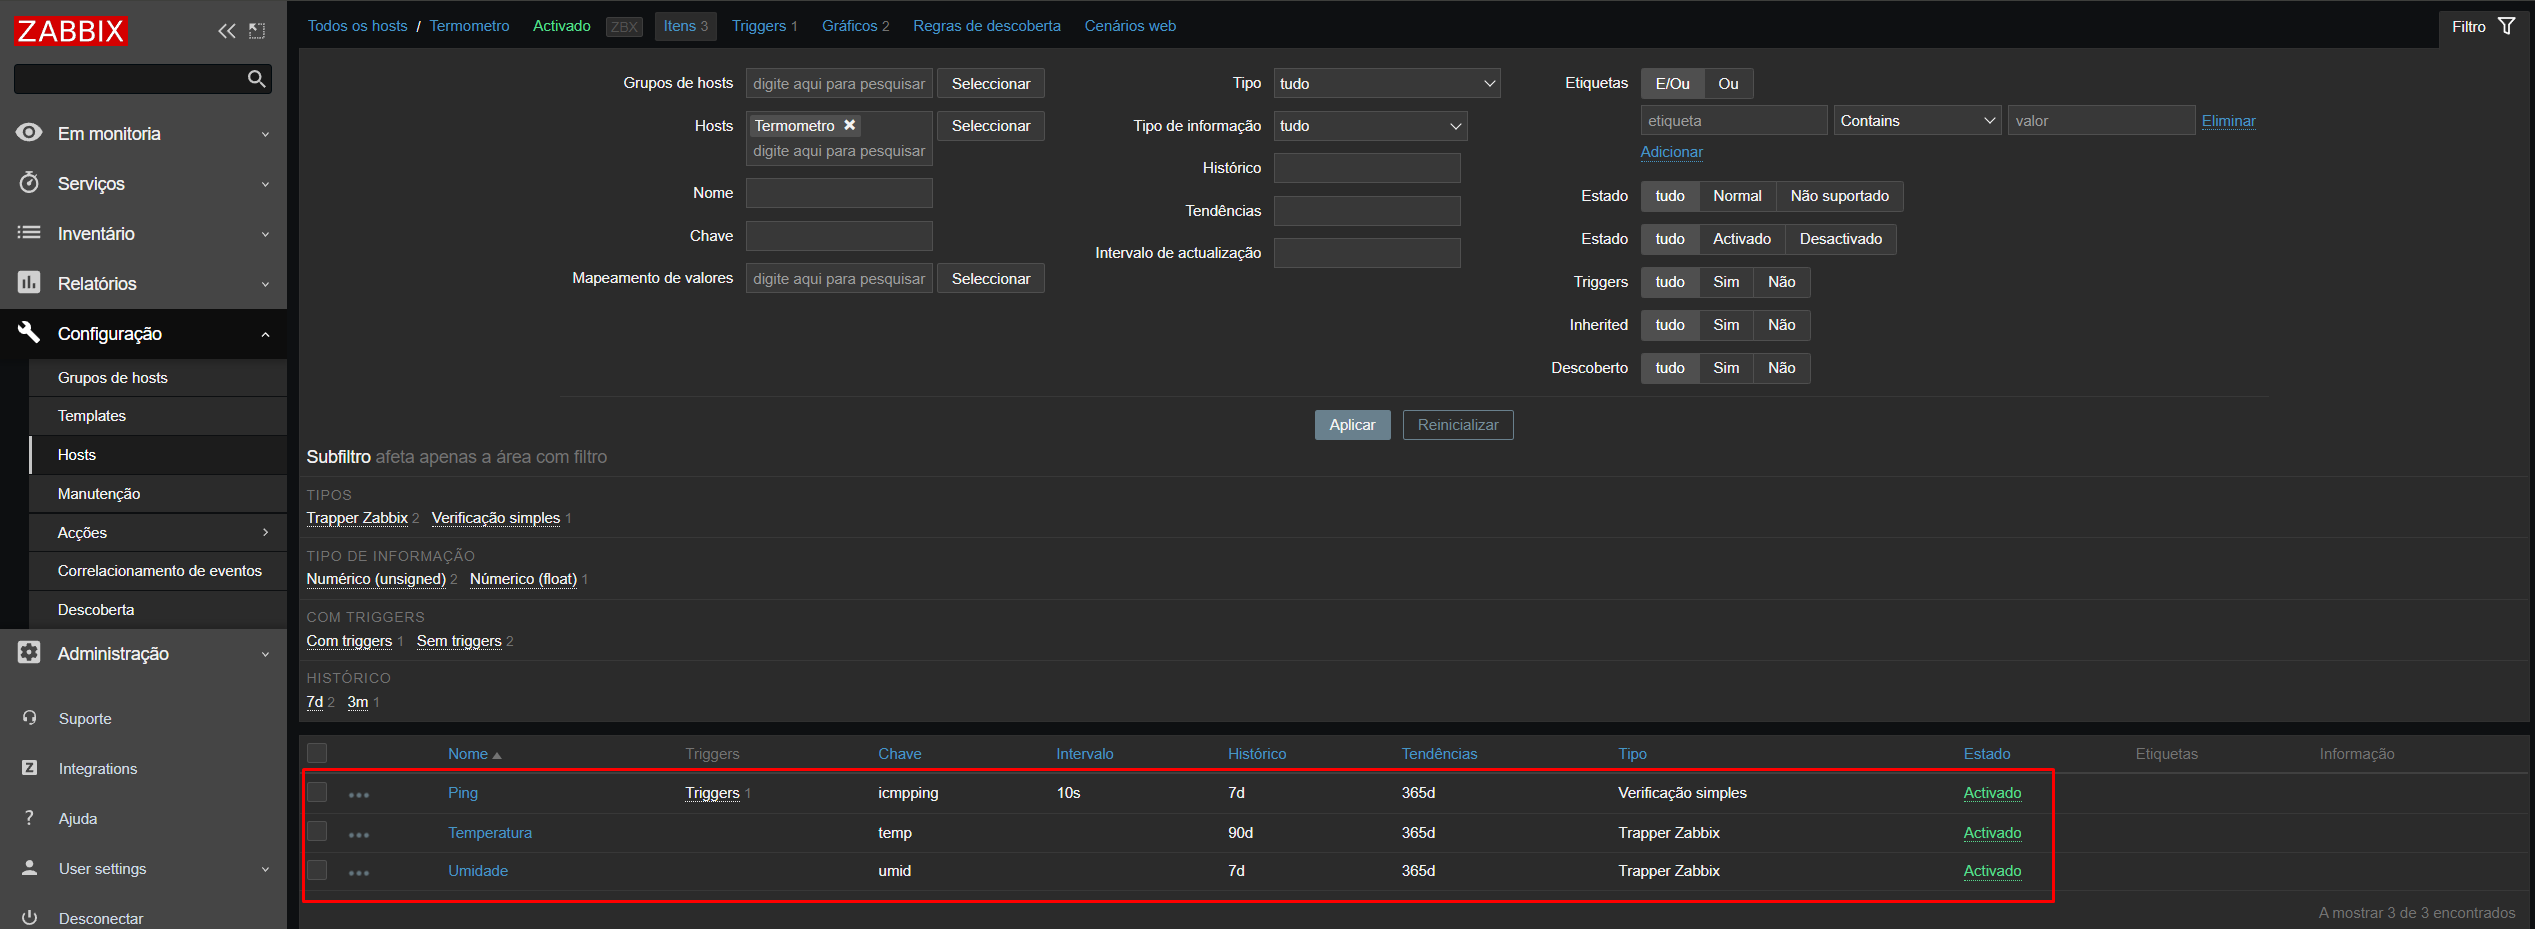 ZABBIX
Em monitoria
Serviços
Inventário
Relatórios
Configuração
Grupos de hosts
Templates
Hosts
Manutenção
Acções
Correlacionamento de eventos
Descoberta
Administração
Suporte
Integrations
Ajuda
User settings
Desconectar
Todos os hosts / Termometro Activado ZBX Itens 3 Triggers 1 Gráficos 2 Regras de descoberta Cenários web
Filtro
Grupos de hosts digite aqui para pesquisar Seleccionar
Hosts Termometro Seleccionar
digite aqui para pesquisar
Nome
Chave
Mapeamento de valores digite aqui para pesquisar Seleccionar
Tipo tudo
Tipo de informação tudo
Histórico
Tendências
Intervalo de actualização
Etiquetas E/Ou Ou
etiqueta Contains valor Eliminar
Adicionar
Estado tudo Normal Não suportado
Estado tudo Activado Desactivado
Triggers tudo Sim Não
Inherited tudo Sim Não
Descoberto tudo Sim Não
Aplicar Reinicializar
Subfiltro afeta apenas a área com filtro
TIPOS
Trapper Zabbix 2 Verificação simples 1
TIPO DE INFORMAÇÃO
Numérico (unsigned) 2 Númerico (float) 1
COM TRIGGERS
Com triggers 1 Sem triggers 2
HISTÓRICO
7d 2 3m 1
Nome Triggers Chave Intervalo Histórico Tendências Tipo Estado Etiquetas Informação
Ping Triggers 1 icmpping 10s 7d 365d Verificação simples Activado
Temperatura temp 90d 365d Trapper Zabbix Activado
Umidade umid 7d 365d Trapper Zabbix Activado
A mostrar 3 de 3 encontrados